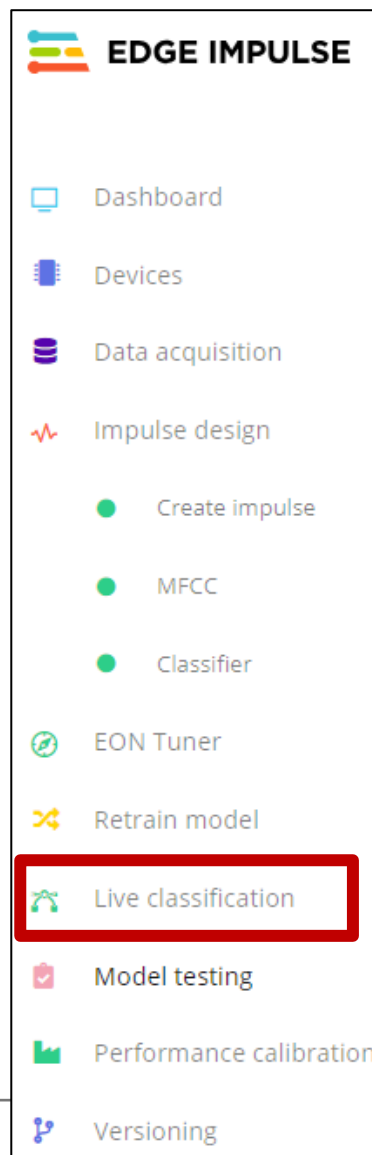 EDGE IMPULSE
Dashboard
Devices
Data acquisition
Impulse design
Create impulse
MFCC
Classifier
EON Tuner
Retrain model
Live classification
Model testing
Performance calibration
Versioning